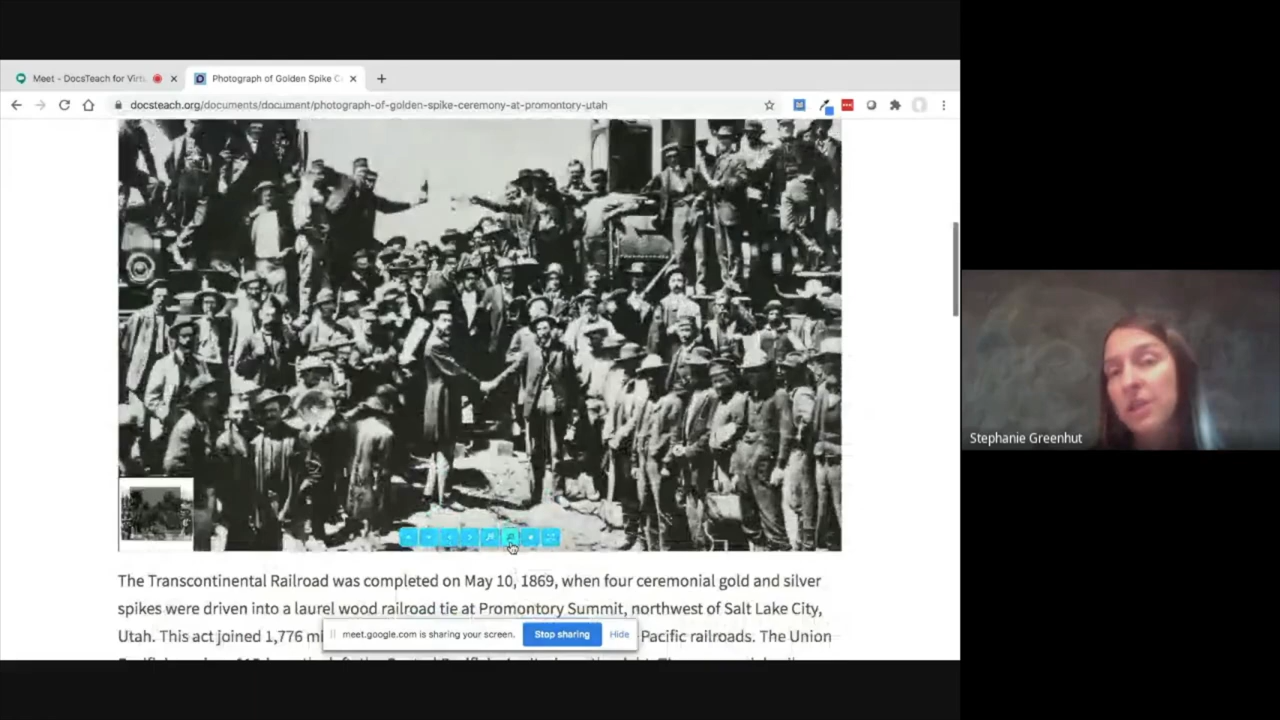 Meet - DocsTeach for Virtu
Photograph of Golden Spike C
docsteach.org/documents/document/photograph-of-golden-spike-ceremony-at-promontory-utah
Stephanie Greenhut
The Transcontinental Railroad was completed on May 10, 1869, when four ceremonial gold and silver
spikes were driven into a laurel wood railroad tie at Promontory Summit, northwest of Salt Lake City,
Utah. This act joined 1,776 mi Pacific railroads. The Union
meet.google.com is sharing your screen. Stop sharing Hide